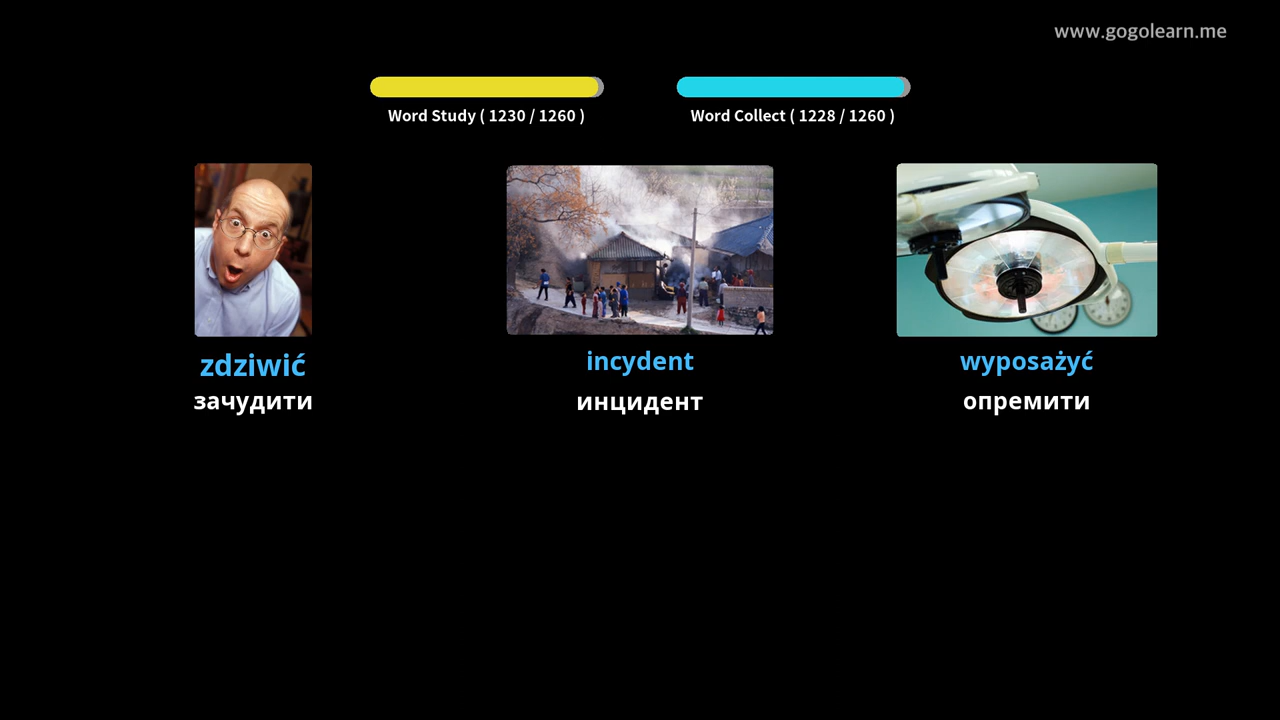 www.gogolearn.me
Word Study ( 1230 / 1260 )
Word Collect ( 1228 / 1260 )
zdziwić
incydent
wyposażyć
зачудити
инцидент
опремити